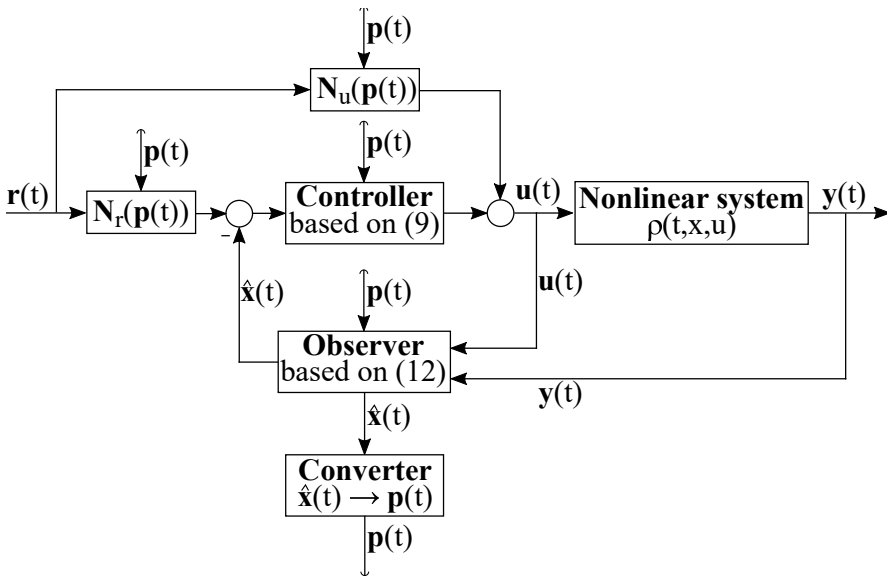 p(t)
N_u(p(t))
p(t)
p(t)
r(t)
N_r(p(t))
-
Controller
based on (9)
u(t)
Nonlinear system
ρ(t,x,u)
y(t)
x̂(t)
p(t)
u(t)
Observer
based on (12)
y(t)
x̂(t)
Converter
x̂(t) → p(t)
p(t)